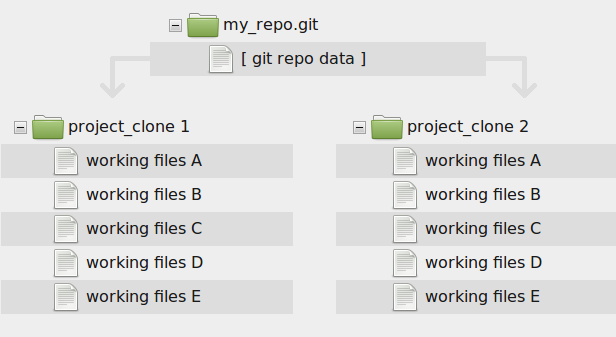 my_repo.git
[ git repo data ]
project_clone 1
working files A
working files B
working files C
working files D
working files E
project_clone 2
working files A
working files B
working files C
working files D
working files E